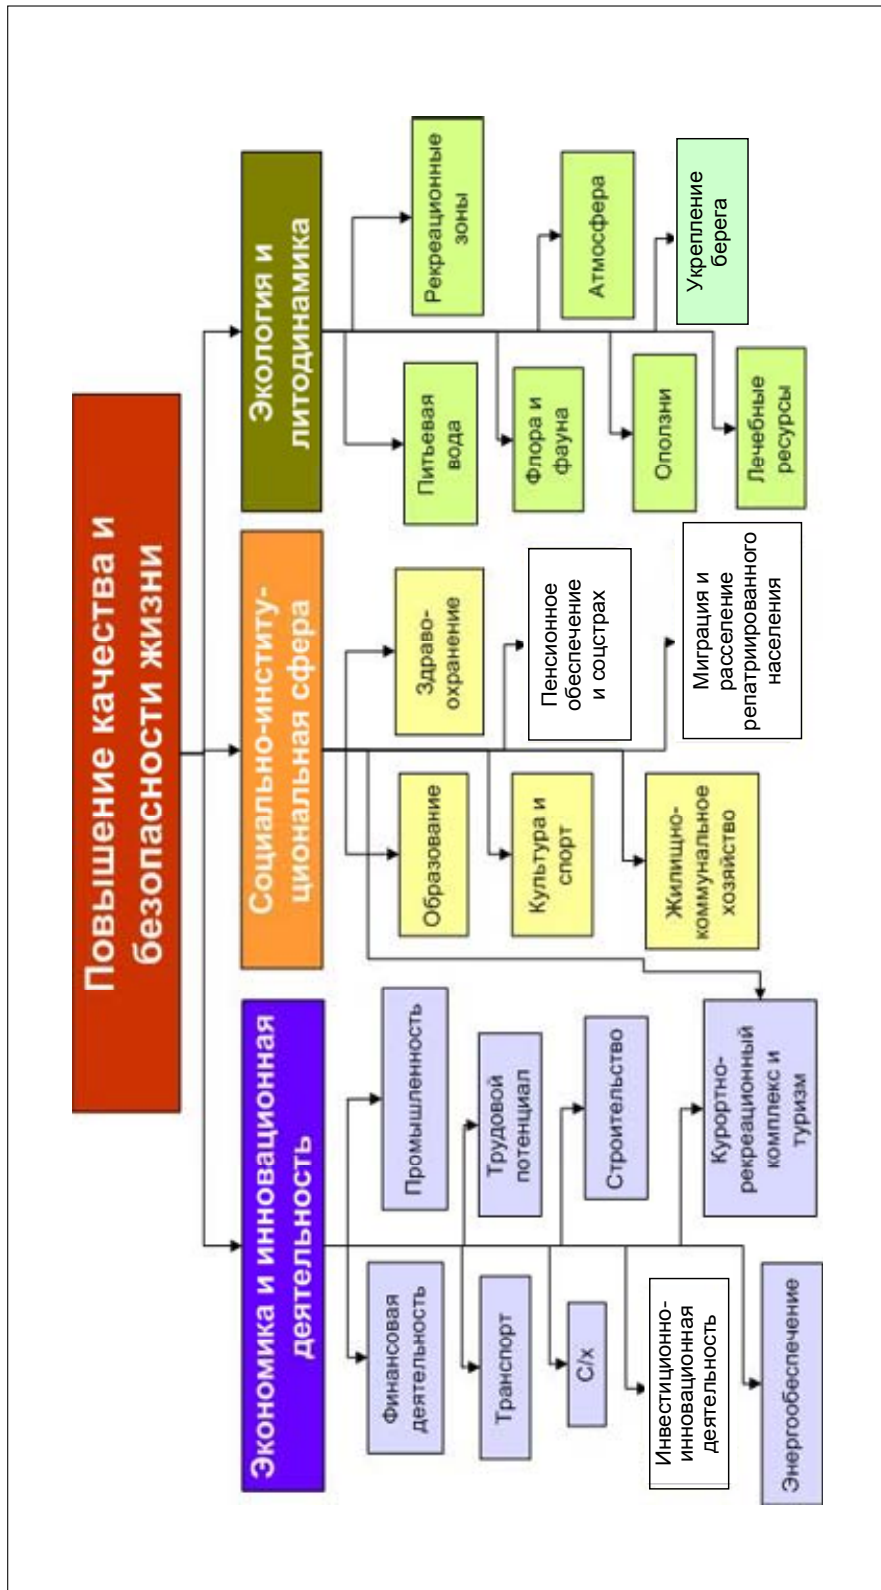 Повышение качества и
безопасности жизни
Экономика и инновационная
деятельность
Социально-институ-
циональная сфера
Экология и
литодинамика
Финансовая
деятельность
Промышленность
Транспорт
Трудовой
потенциал
С/х
Строительство
Инвестиционно-
инновационная
деятельность
Курортно-
рекреационный
комплекс и
туризм
Энергообеспечение
Образование
Здраво-
охранение
Культура и
спорт
Пенсионное
обеспечение
и соцстрах
Жилищно-
коммунальное
хозяйство
Миграция и
расселение
репатриированного
населения
Питьевая
вода
Рекреационные
зоны
Флора и
фауна
Атмосфера
Оползни
Укрепление
берега
Лечебные
ресурсы